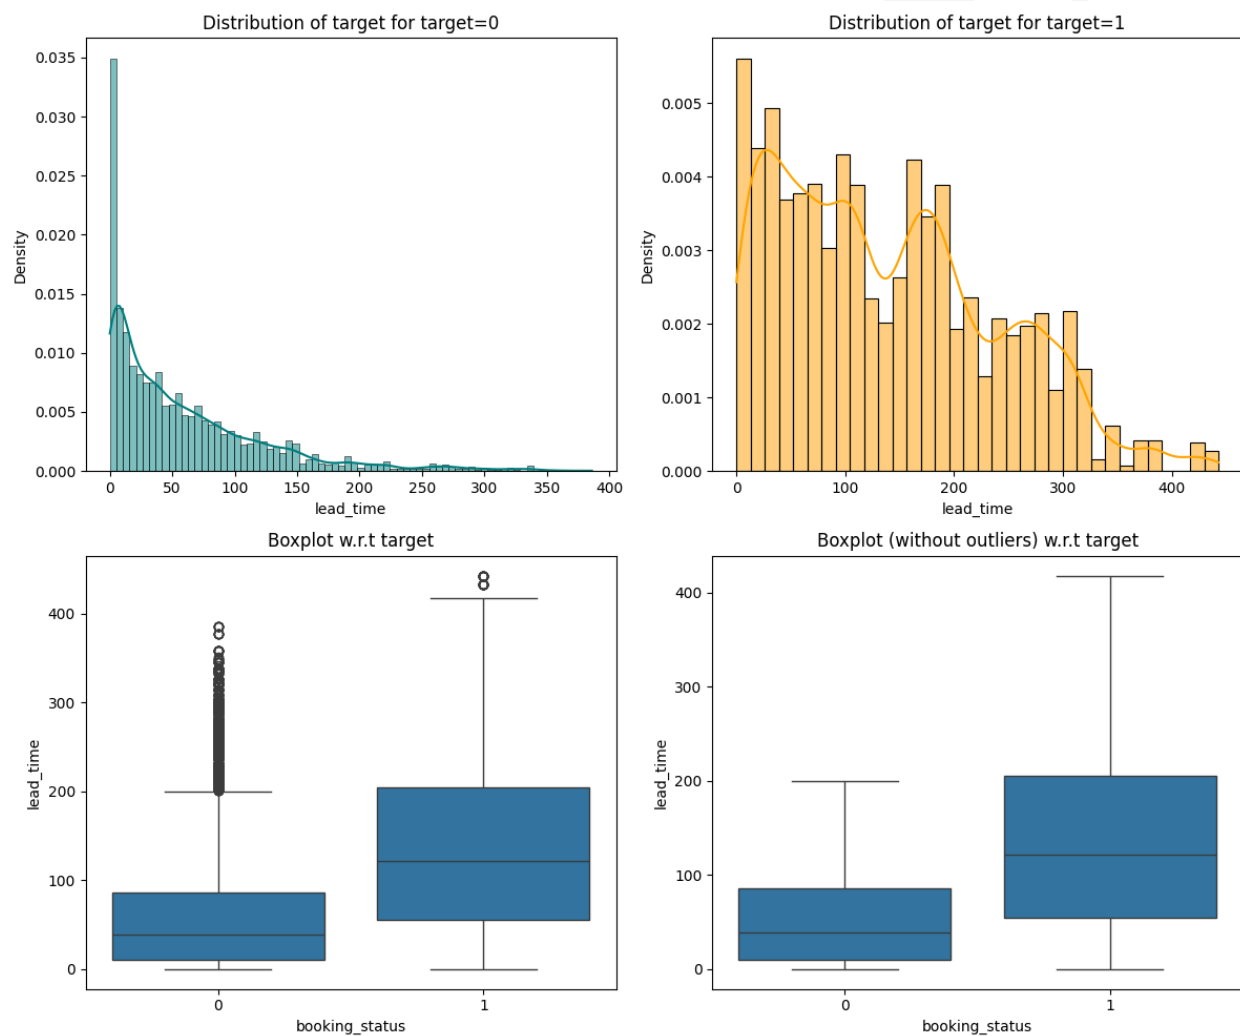 Distribution of target for target=0
Density
0.035
0.030
0.025
0.020
0.015
0.010
0.005
0.000
0 50 100 150 200 250 300 350 400
lead_time
Distribution of target for target=1
Density
0.005
0.004
0.003
0.002
0.001
0.000
0 100 200 300 400
lead_time
Boxplot w.r.t target
lead_time
400
300
200
100
0
0 1
booking_status
Boxplot (without outliers) w.r.t target
lead_time
400
300
200
100
0
0 1
booking_status